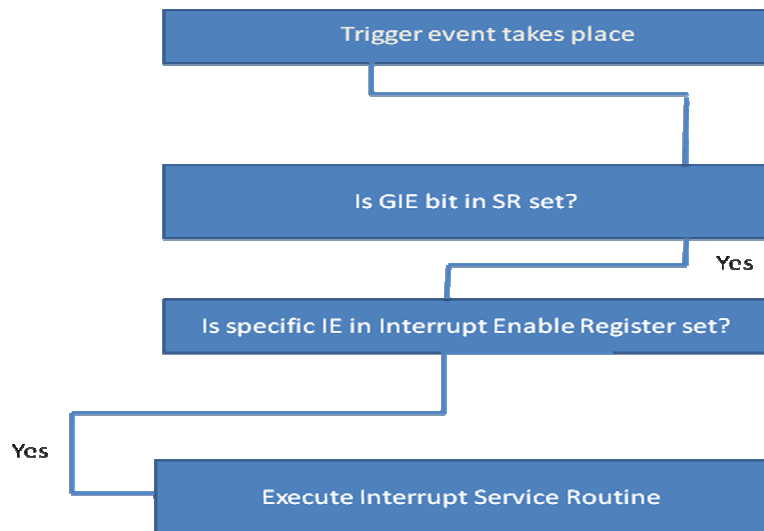 Trigger event takes place
Is GIE bit in SR set?
Yes
Is specific IE in Interrupt Enable Register set?
Yes
Execute Interrupt Service Routine